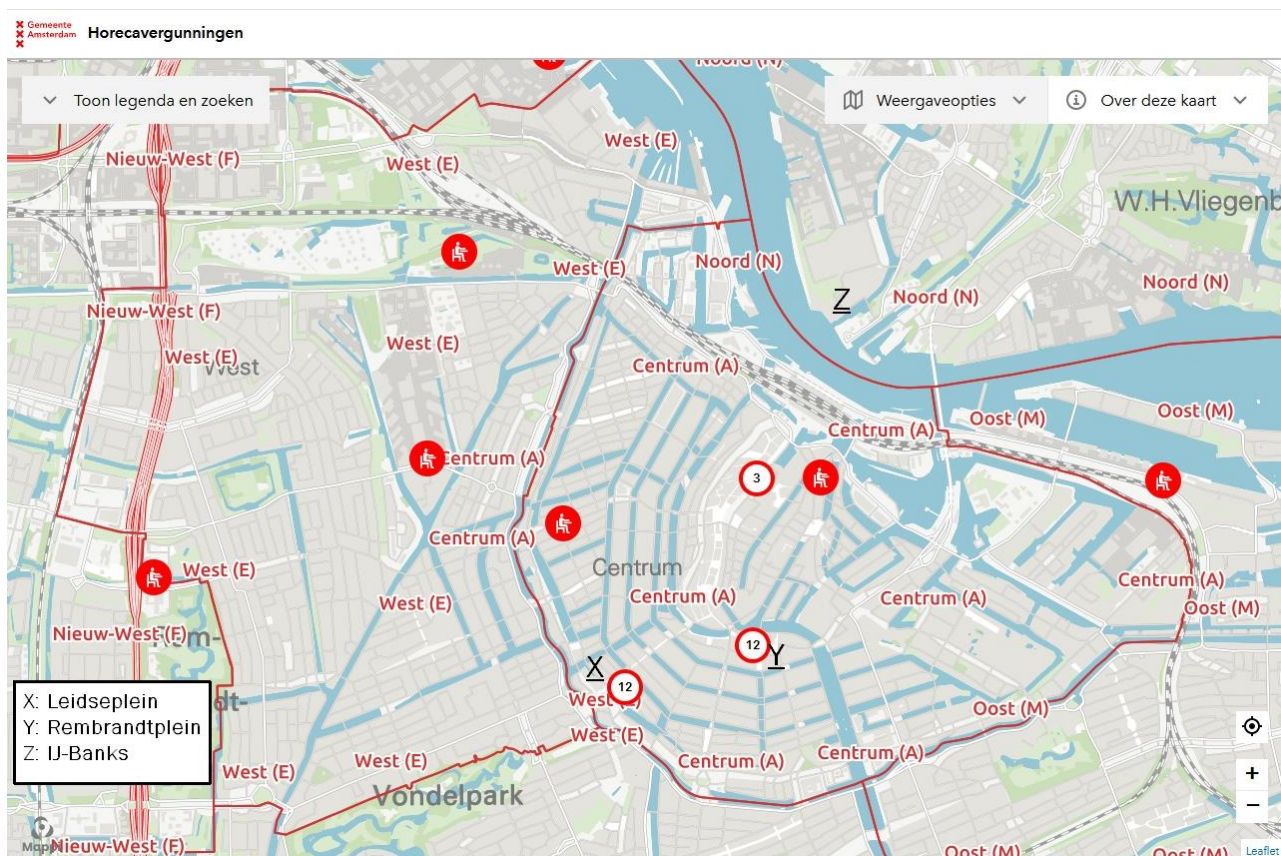 Gemeente
Amsterdam
Horecavergunningen
Noord (N)
Toon legenda en zoeken
Weergaveopties
Over deze kaart
West (E)
Nieuw-West (F)
West (E)
W.H.Vliegenb
West (E)
Noord (N)
Noord (N)
Z
Noord (N)
Nieuw-West (F)
West (E)
West (E)
West
Centrum (A)
Oost (M)
Oost (M)
Centrum (A)
Centrum (A)
3
Centrum (A)
Centrum
West (E)
Centrum (A)
West (E)
Centrum (A)
Centrum (A)
Oost (M)
Nieuw-West (F)
12
Y
X
12
X: Leidseplein
Y: Rembrandtplein
Z: IJ-Banks
dt-
Oost (M)
West (E)
West (E)
West (E)
Centrum (A)
Centrum (A)
Vondelpark
+
−
Nieuw-West (F)
Oost (M)
Oost (M)
Leaflet